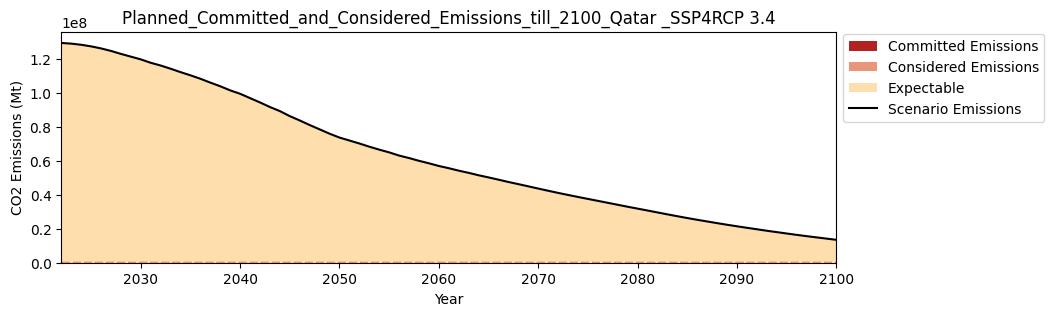 Planned_Committed_and_Considered_Emissions_till_2100_Qatar _SSP4RCP 3.4
1e8
Committed Emissions
Considered Emissions
Expectable
Scenario Emissions
CO2 Emissions (Mt)
1.2
1.0
0.8
0.6
0.4
0.2
0.0
2030 2040 2050 2060 2070 2080 2090 2100
Year